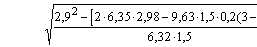 √2,9² – [2·6,35·2,98 – 9,63·1,5·0,2(3–
6,32·1,5